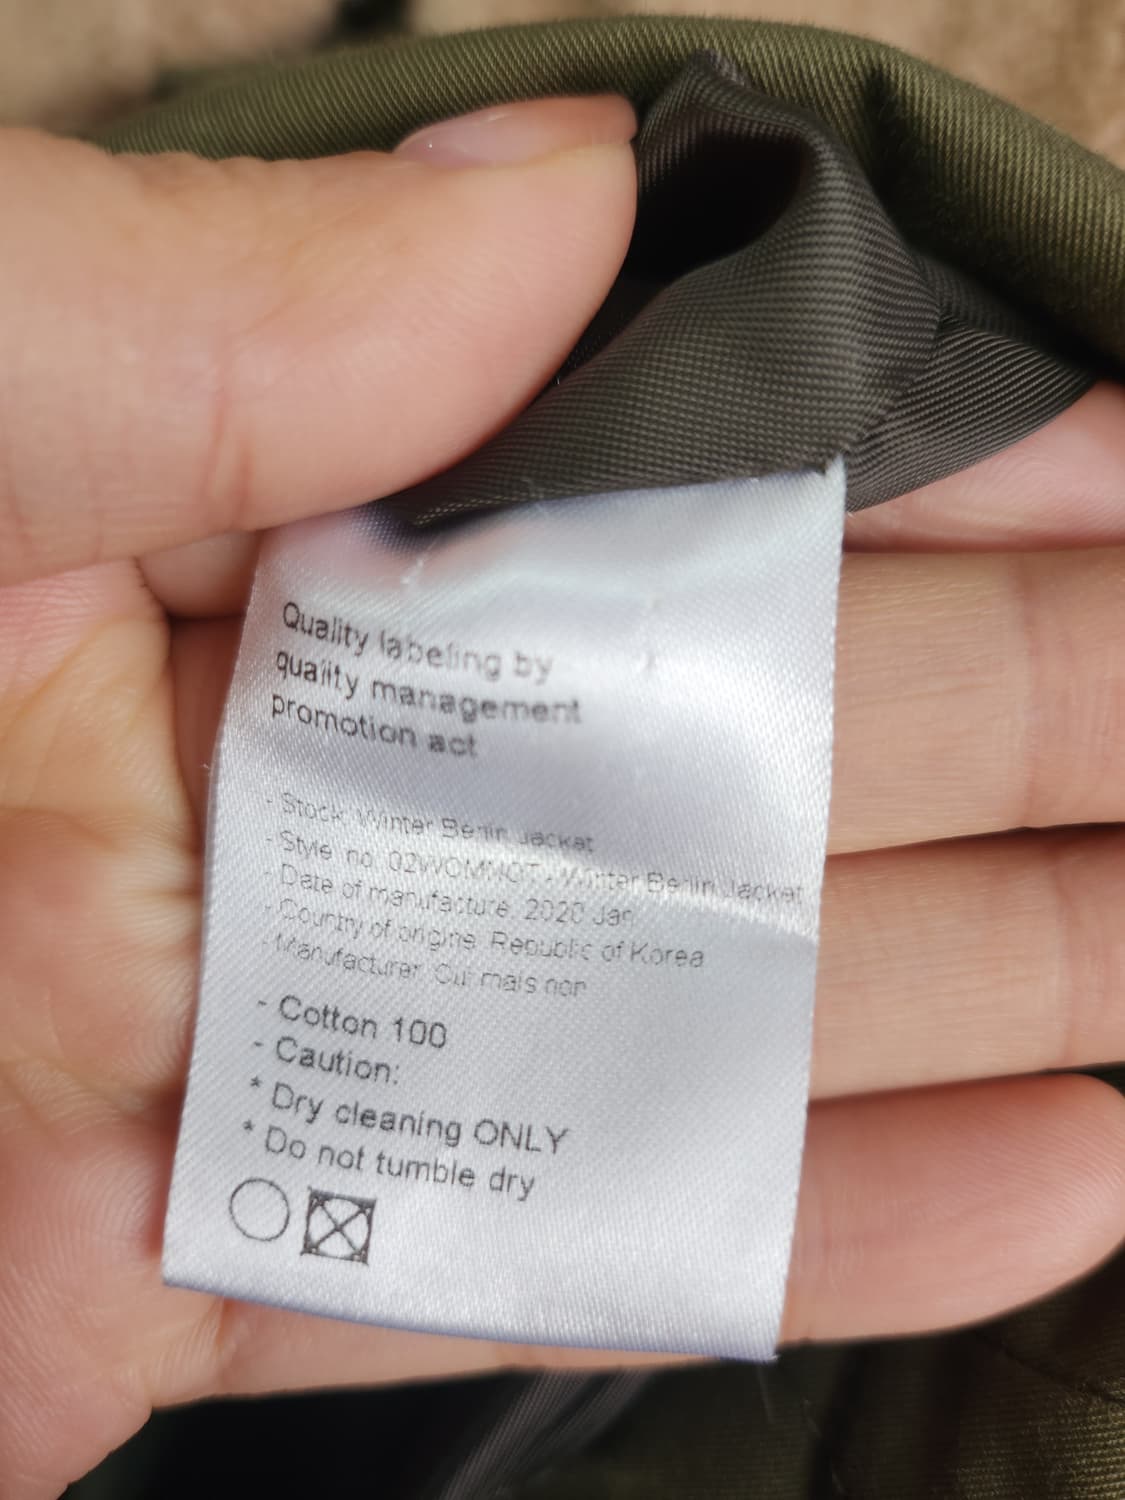 Quality labeling by
quality management
promotion act
- Stock: Winter Berlin Jacket
- Style no. - Winter Berlin Jacket
- Date of manufacture: 2020 Jan
- Country of origine: Republic of Korea
- Manufacturer: Oui mais non
- Cotton 100
- Caution:
* Dry cleaning ONLY
* Do not tumble dry